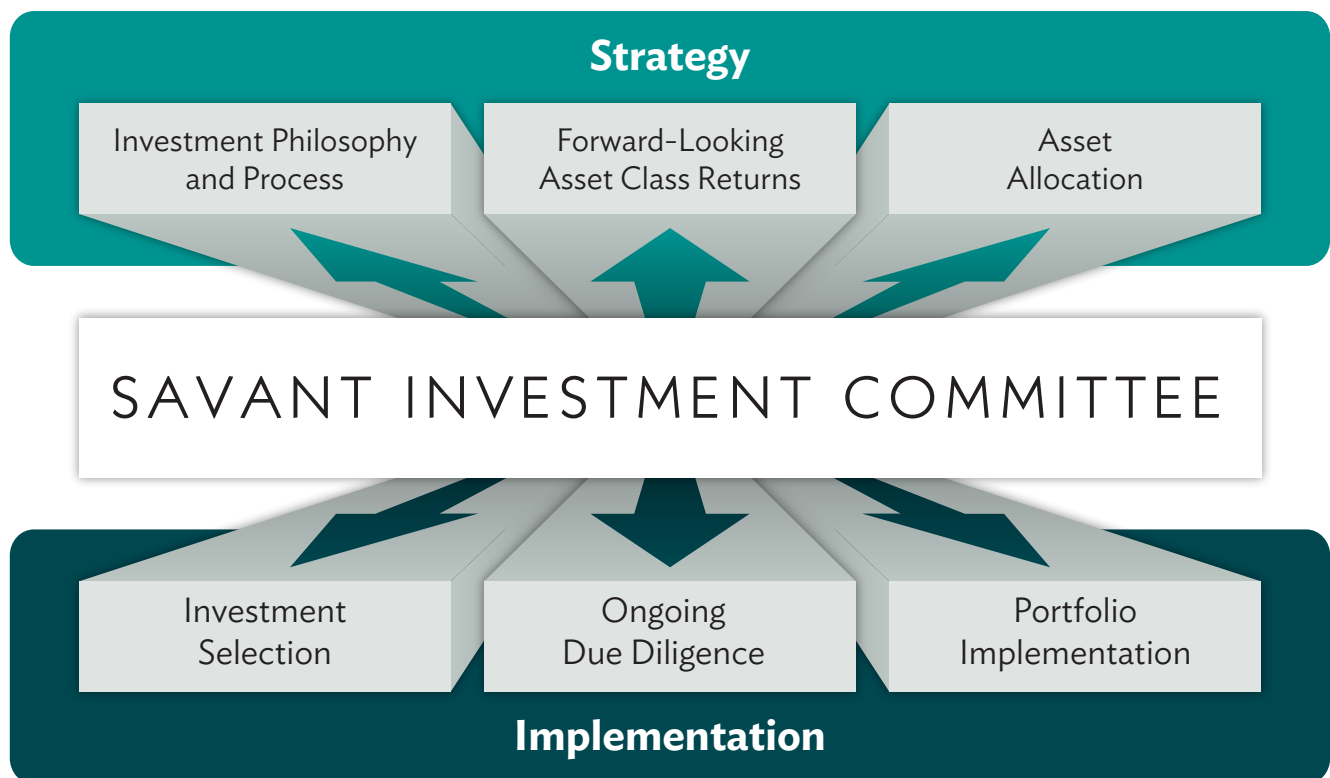 Strategy
Investment Philosophy
and Process
Forward-Looking
Asset Class Returns
Asset
Allocation
SAVANT INVESTMENT COMMITTEE
Investment
Selection
Ongoing
Due Diligence
Portfolio
Implementation
Implementation